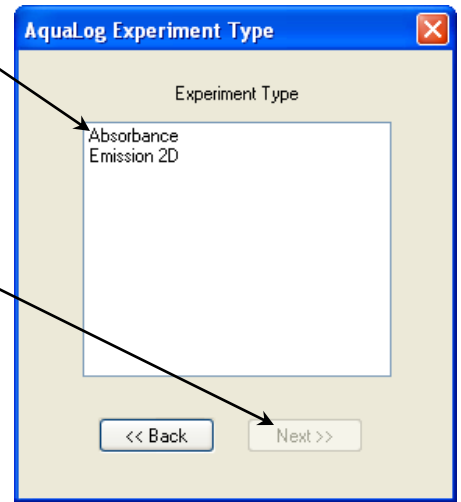 AquaLog Experiment Type
Experiment Type
Absorbance
Emission 2D
<< Back
Next >>